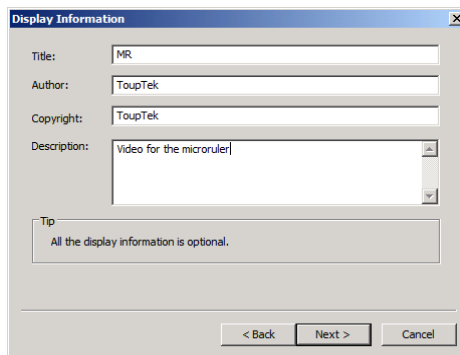 Display Information
Title: MR
Author: ToupTek
Copyright: ToupTek
Description: Video for the microruler
Tip
All the display information is optional.
< Back Next > Cancel